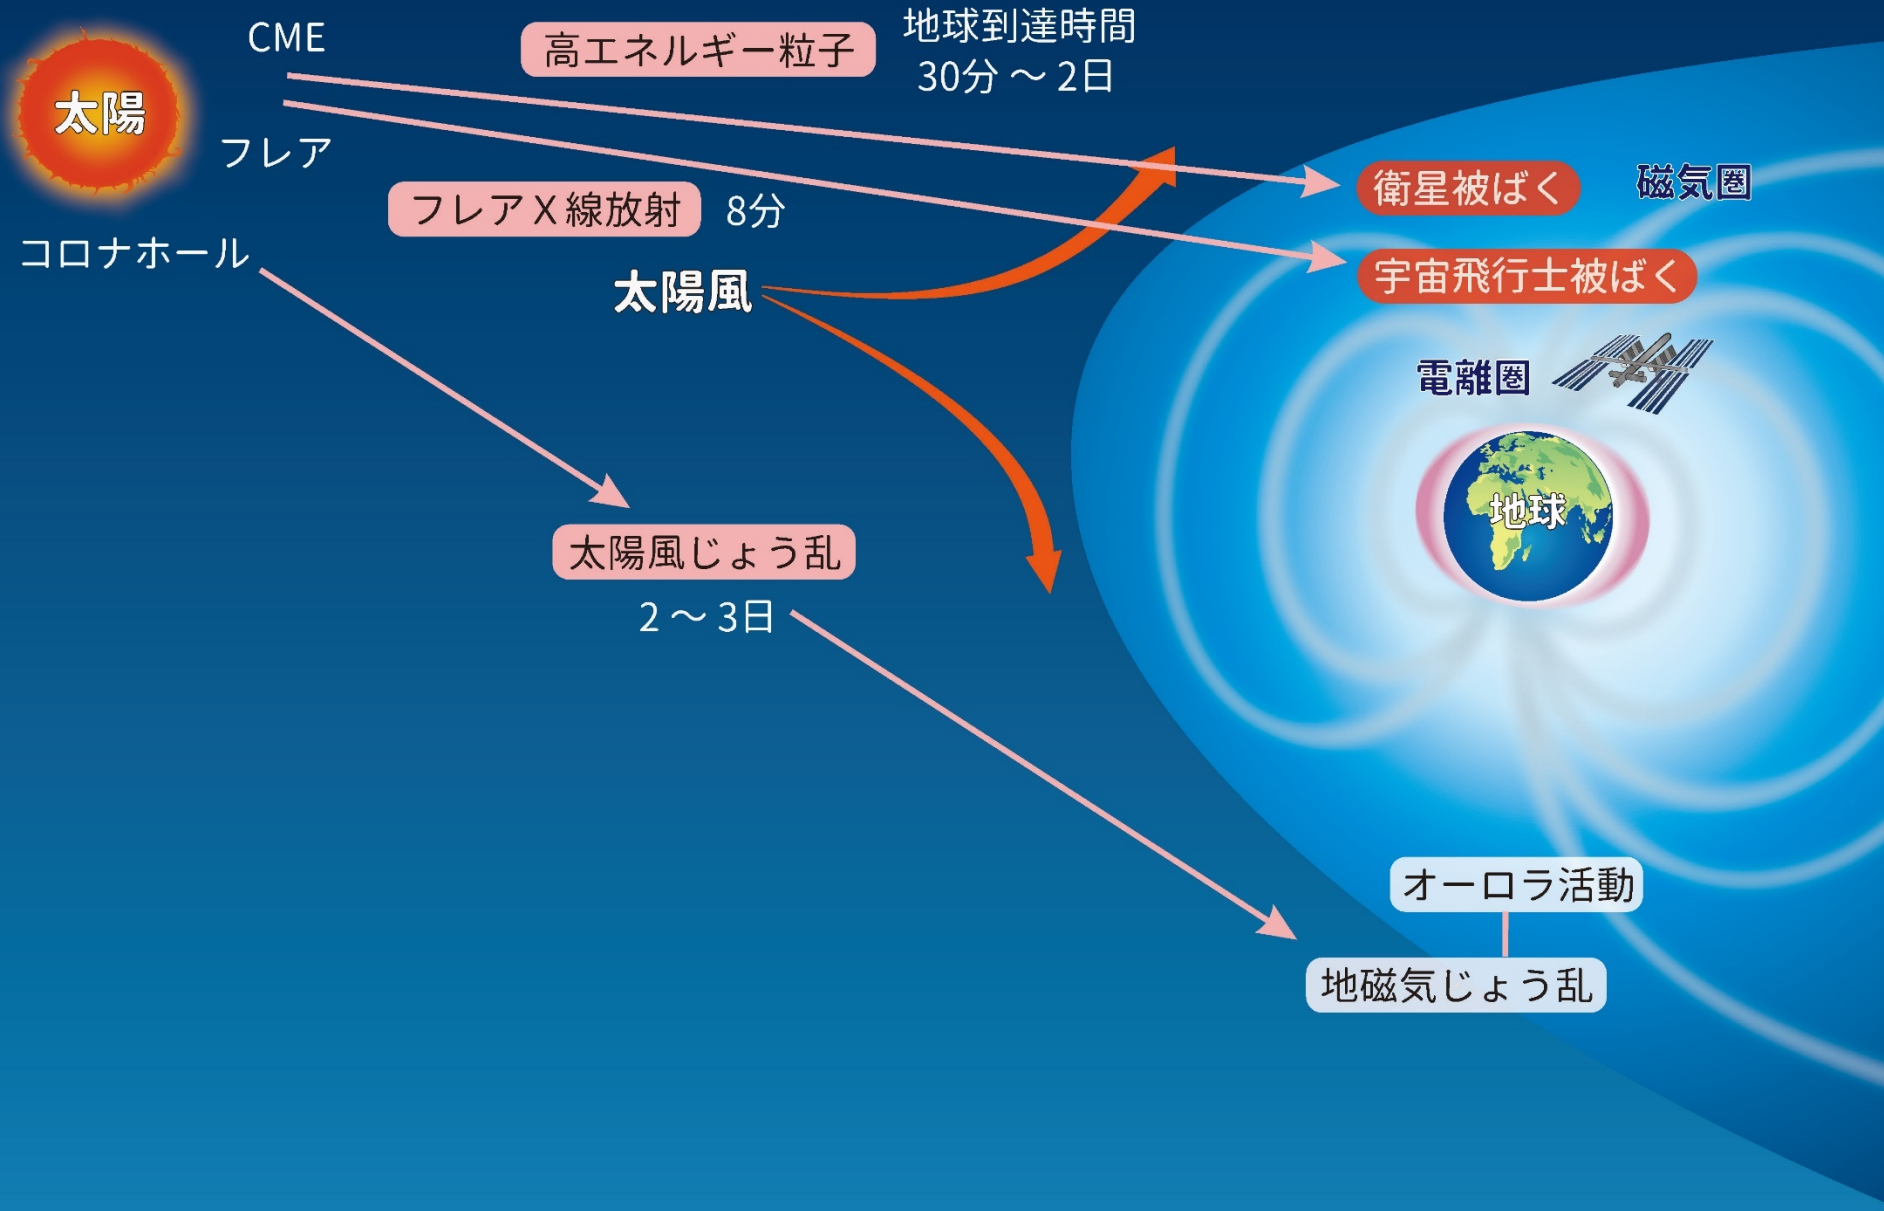 CME
高エネルギー粒子
地球到達時間
30分 ～ 2日
太陽
フレア
フレアX線放射
8分
衛星被ばく
磁気圏
コロナホール
太陽風
宇宙飛行士被ばく
電離圏
地球
太陽風じょう乱
2 ～ 3日
オーロラ活動
地磁気じょう乱